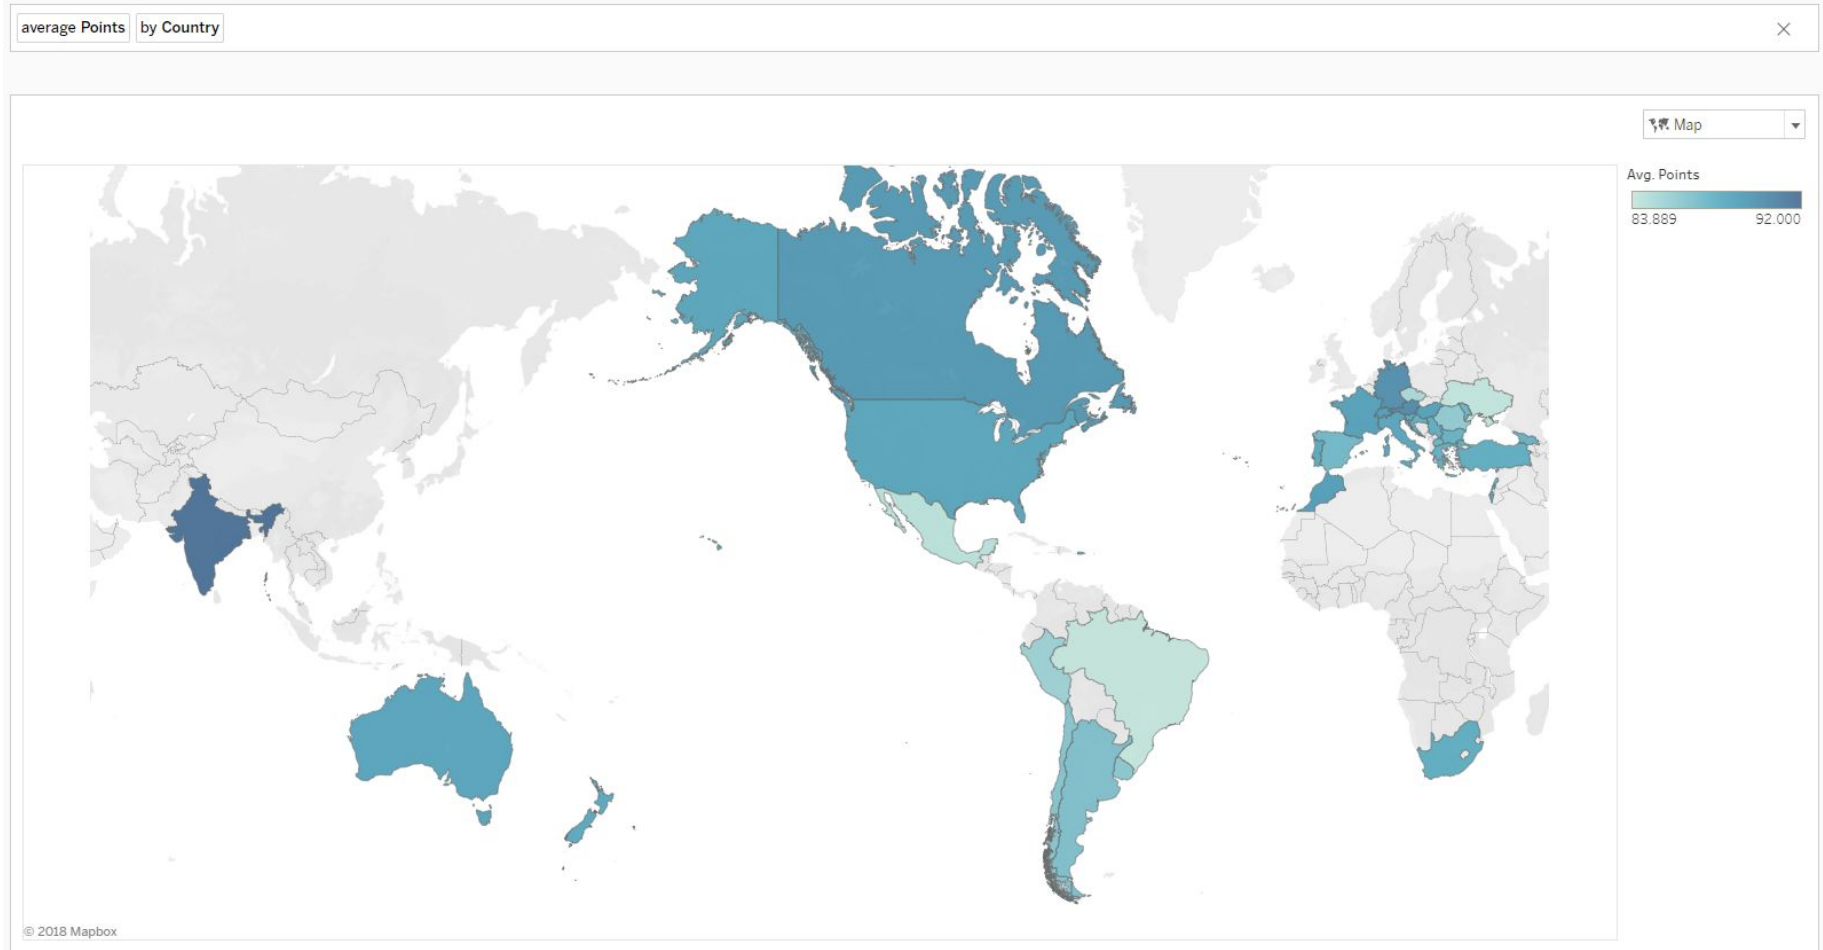 average Points by Country
Map
Avg. Points
83.889 92.000
© 2018 Mapbox